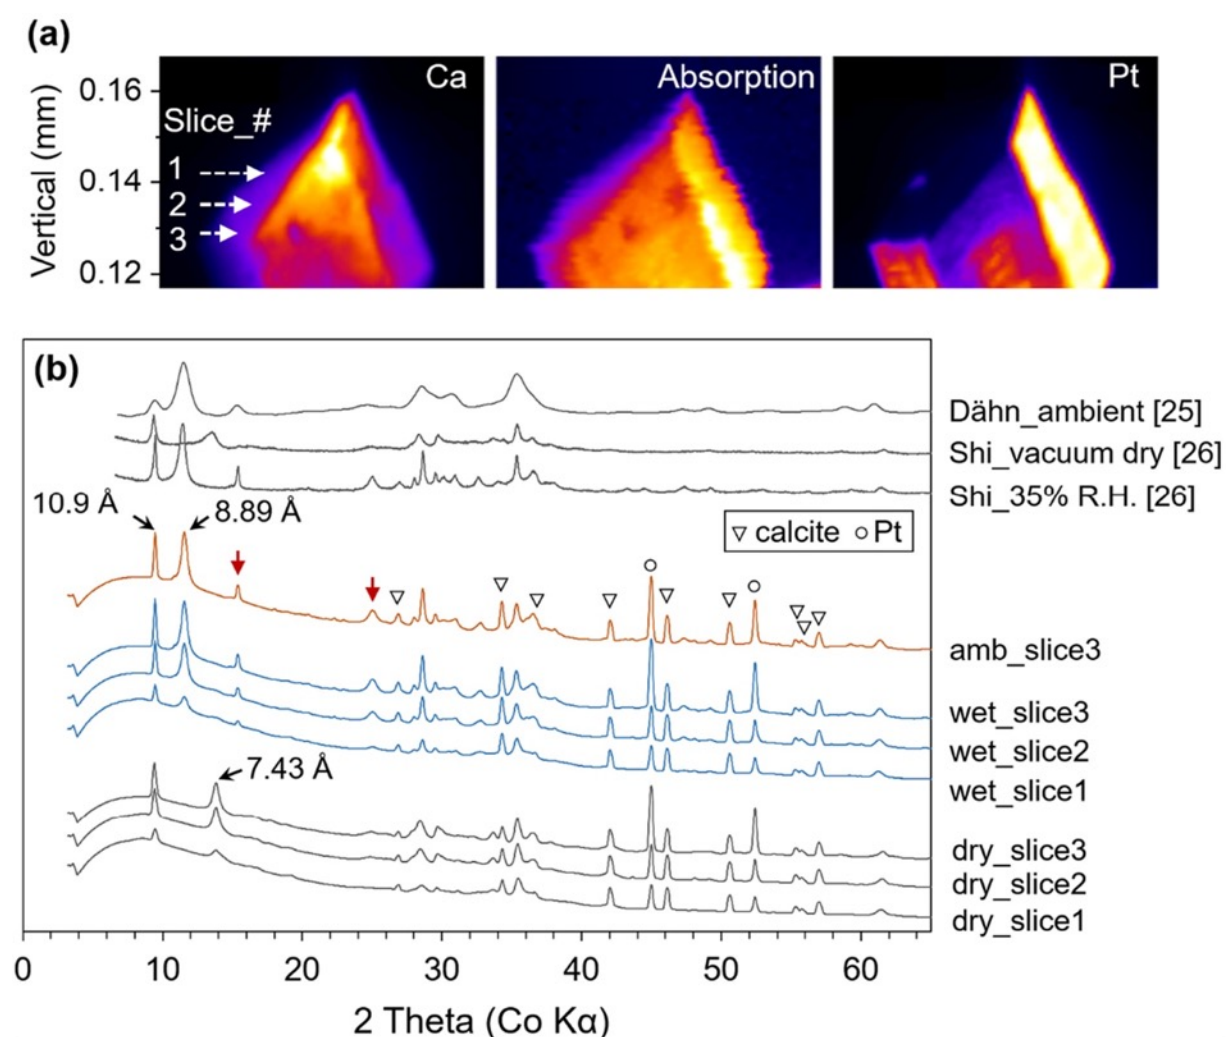 (a)
Vertical (mm)
0.16
0.14
0.12
Ca
Slice_#
1
2
3
Absorption
Pt
(b)
Dähn_ambient [25]
Shi_vacuum dry [26]
Shi_35% R.H. [26]
10.9 Å
8.89 Å
▽ calcite ○ Pt
amb_slice3
wet_slice3
wet_slice2
wet_slice1
7.43 Å
dry_slice3
dry_slice2
dry_slice1
0 10 20 30 40 50 60
2 Theta (Co Kα)